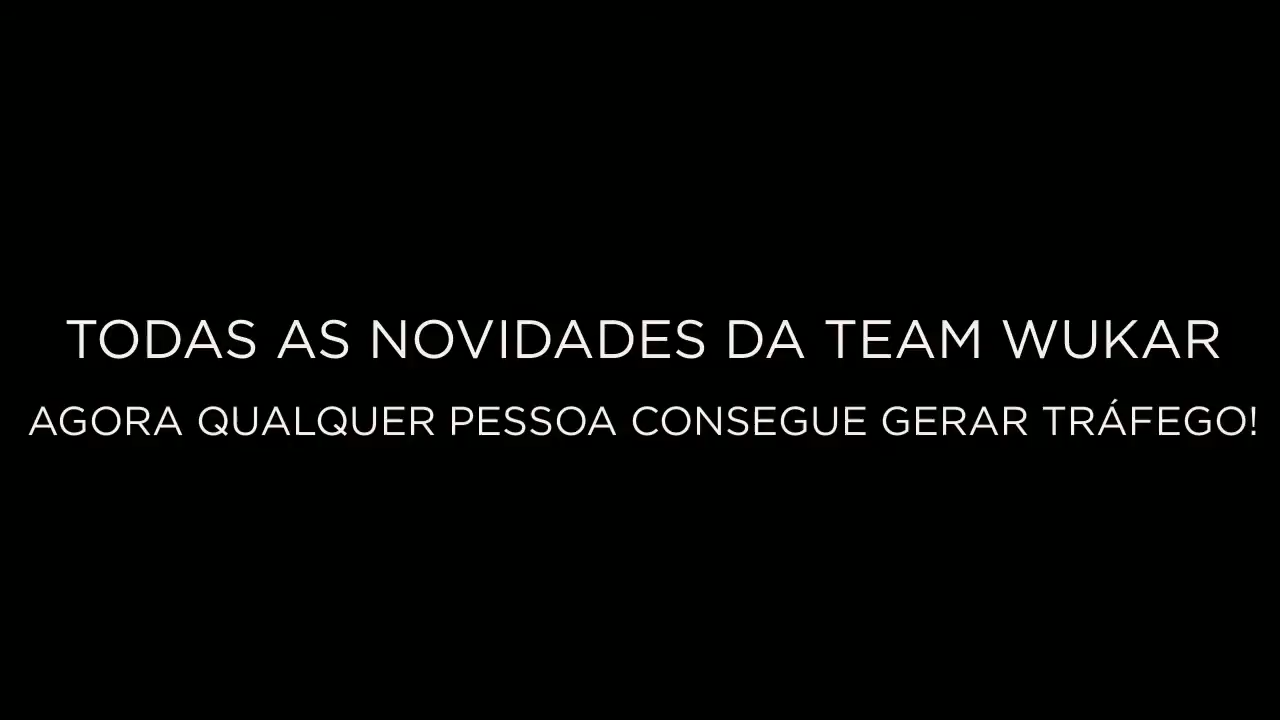 TODAS AS NOVIDADES DA TEAM WUKAR
AGORA QUALQUER PESSOA CONSEGUE GERAR TRÁFEGO!